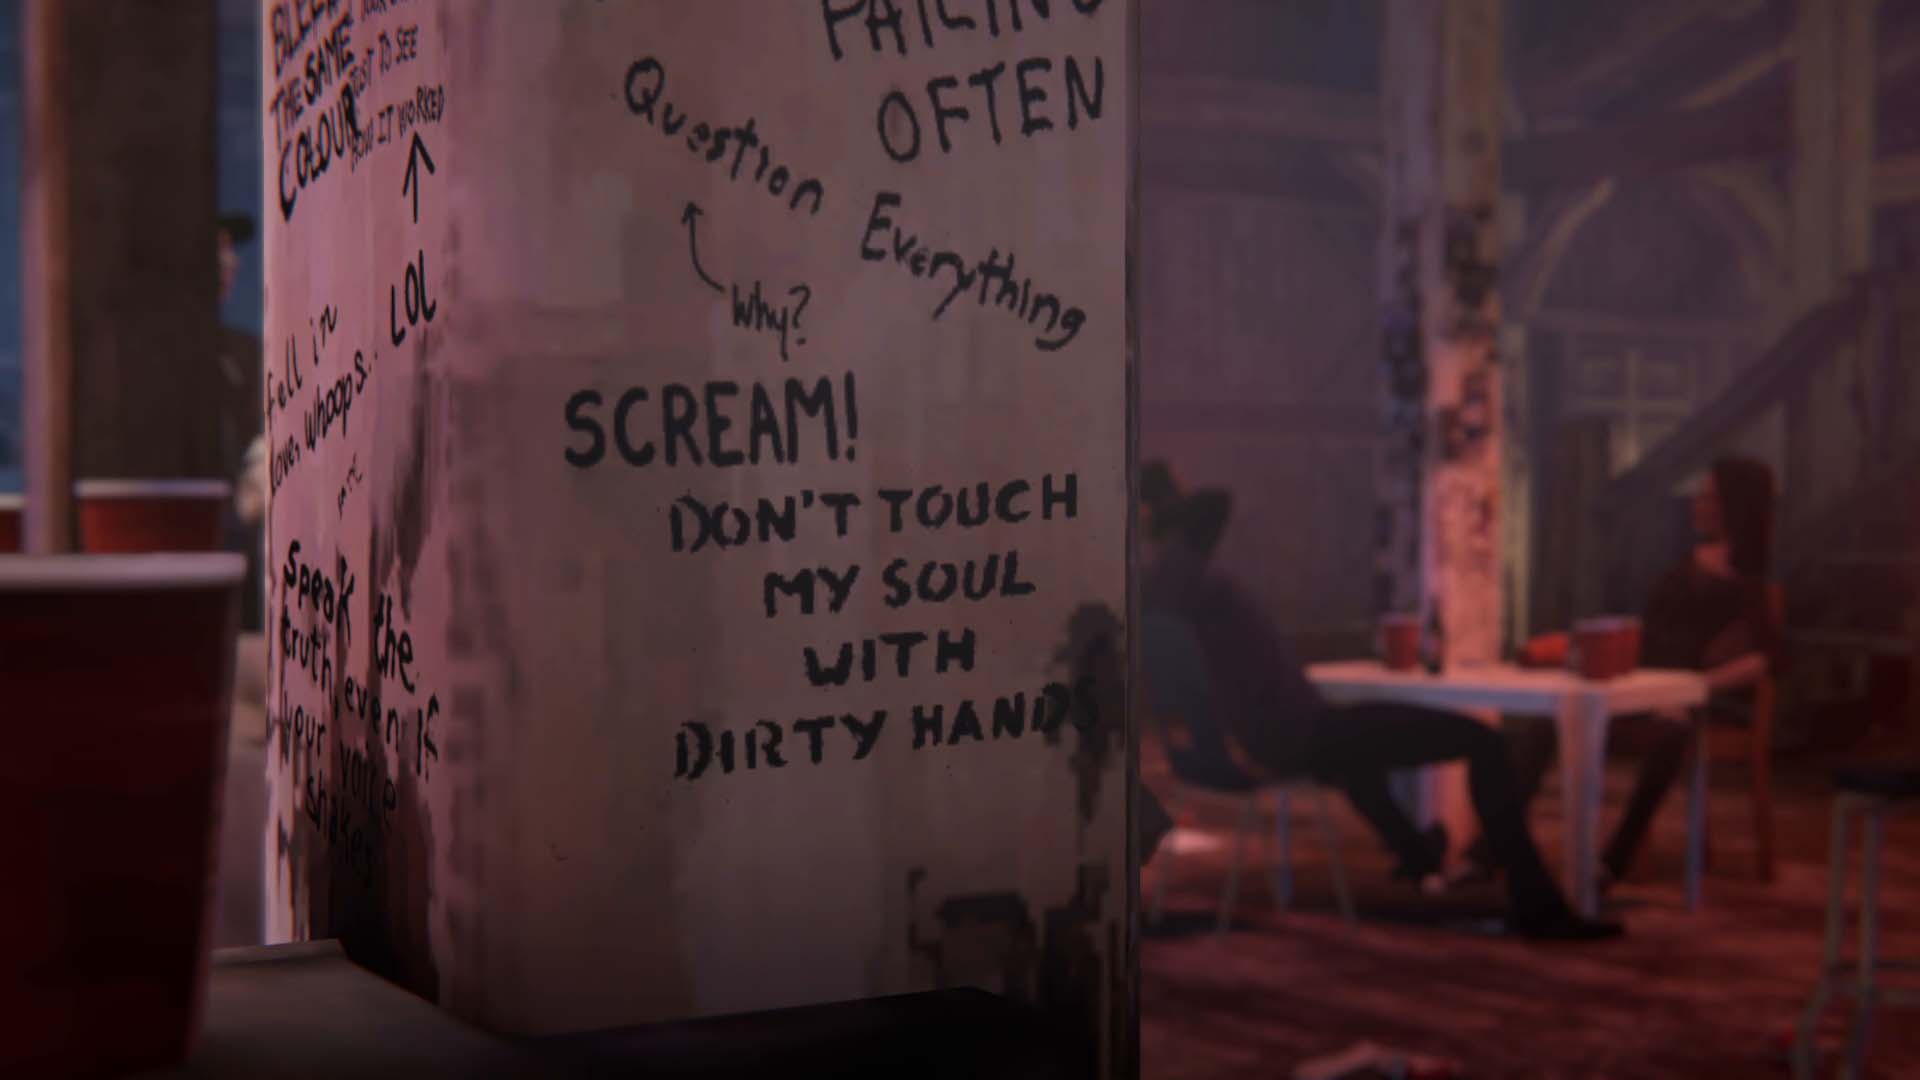 THE SAME
COLOUR
JUST TO SEE
HOW IT WORKED
LOL
fell in
love, whoops..
Speak the
truth, even if
your voice
shakes
OFTEN
Question
Everything
Why?
SCREAM!
DON'T TOUCH
MY SOUL
WITH
DIRTY HANDS